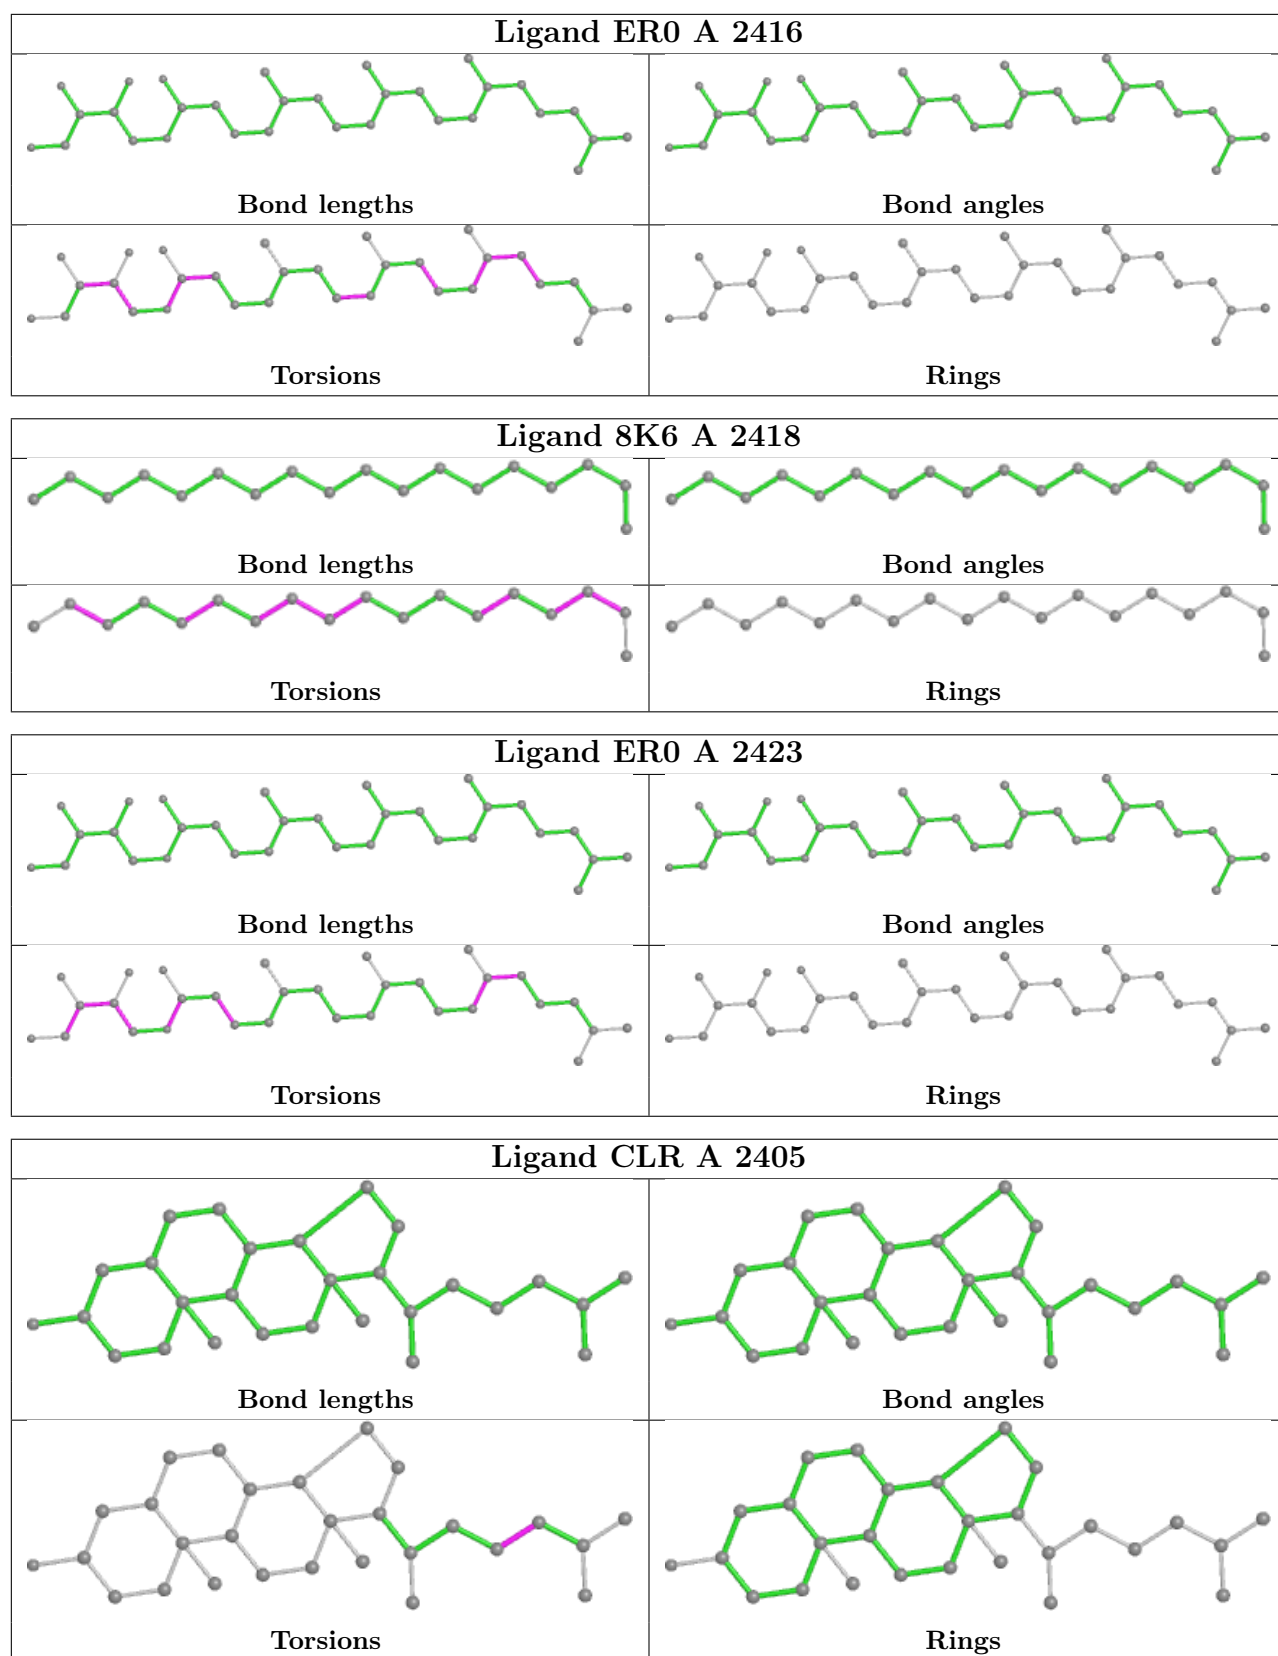 Ligand ER0 A 2416
Bond lengths
Bond angles
Torsions
Rings
Ligand 8K6 A 2418
Bond lengths
Bond angles
Torsions
Rings
Ligand ER0 A 2423
Bond lengths
Bond angles
Torsions
Rings
Ligand CLR A 2405
Bond lengths
Bond angles
Torsions
Rings